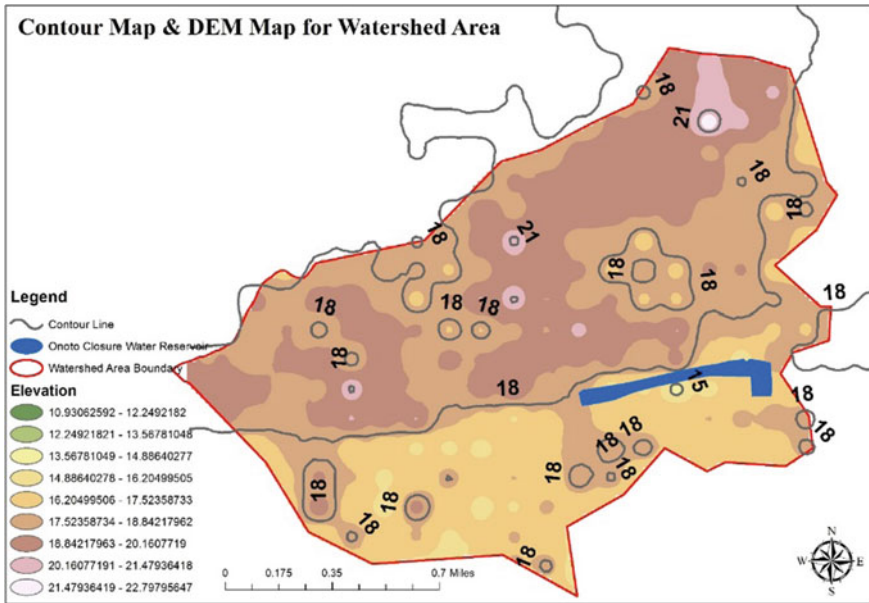 Contour Map & DEM Map for Watershed Area
18
21
18
18
18
21
18
18
18
18
18
18
18
18
15
18
18
18
18
18
18
18
18
18
18
18
Legend
Contour Line
Onoto Closure Water Reservoir
Watershed Area Boundary
Elevation
10.93062592 - 12.2492182
12.24921821 - 13.56781048
13.56781049 - 14.88640277
14.88640278 - 16.20499505
16.20499506 - 17.52358733
17.52358734 - 18.84217962
18.84217963 - 20.1607719
20.16077191 - 21.47936418
21.47936419 - 22.79795647
0 0.175 0.35 0.7 Miles
N
W E
S